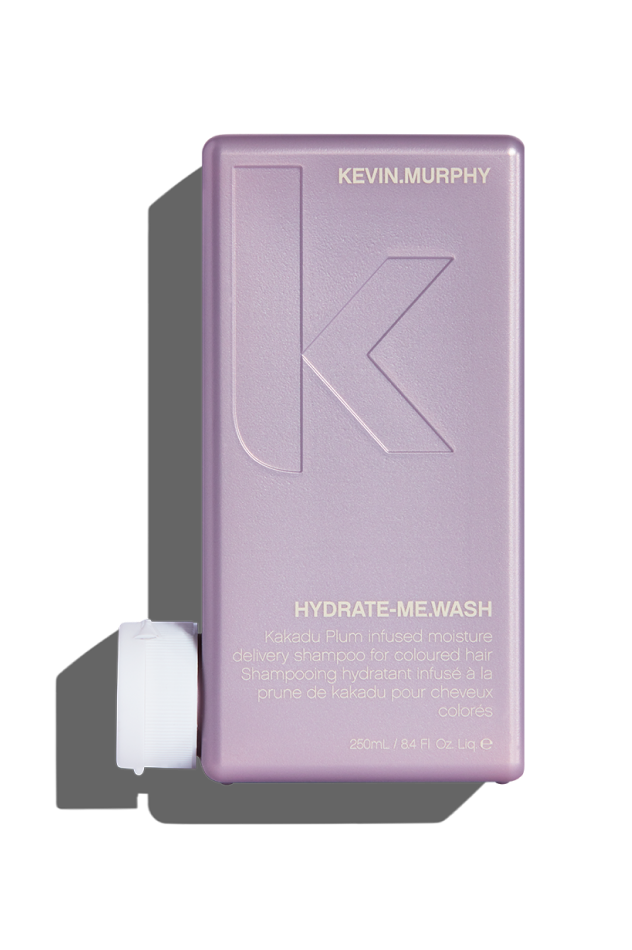 KEVIN.MURPHY
HYDRATE-ME.WASH
Kakadu Plum infused moisture
delivery shampoo for coloured hair
Shampooing hydratant infusé à la
prune de kakadu pour cheveux
colorés
250mL / 8.4 Fl. Oz. Liq. ℮